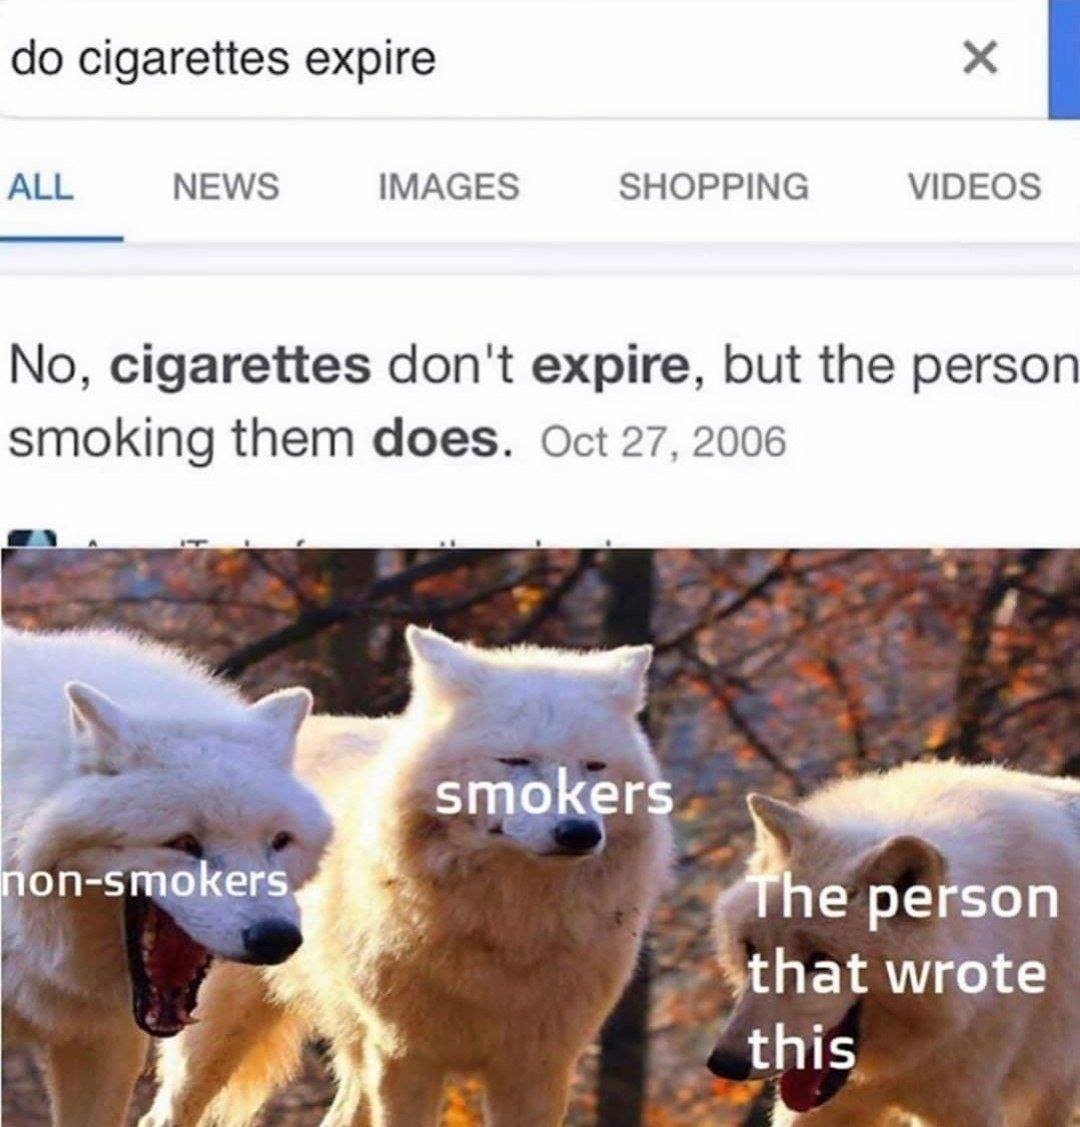 do cigarettes expire
ALL NEWS IMAGES SHOPPING VIDEOS
No, cigarettes don't expire, but the person
smoking them does. Oct 27, 2006
smokers
non-smokers
The person
that wrote
this